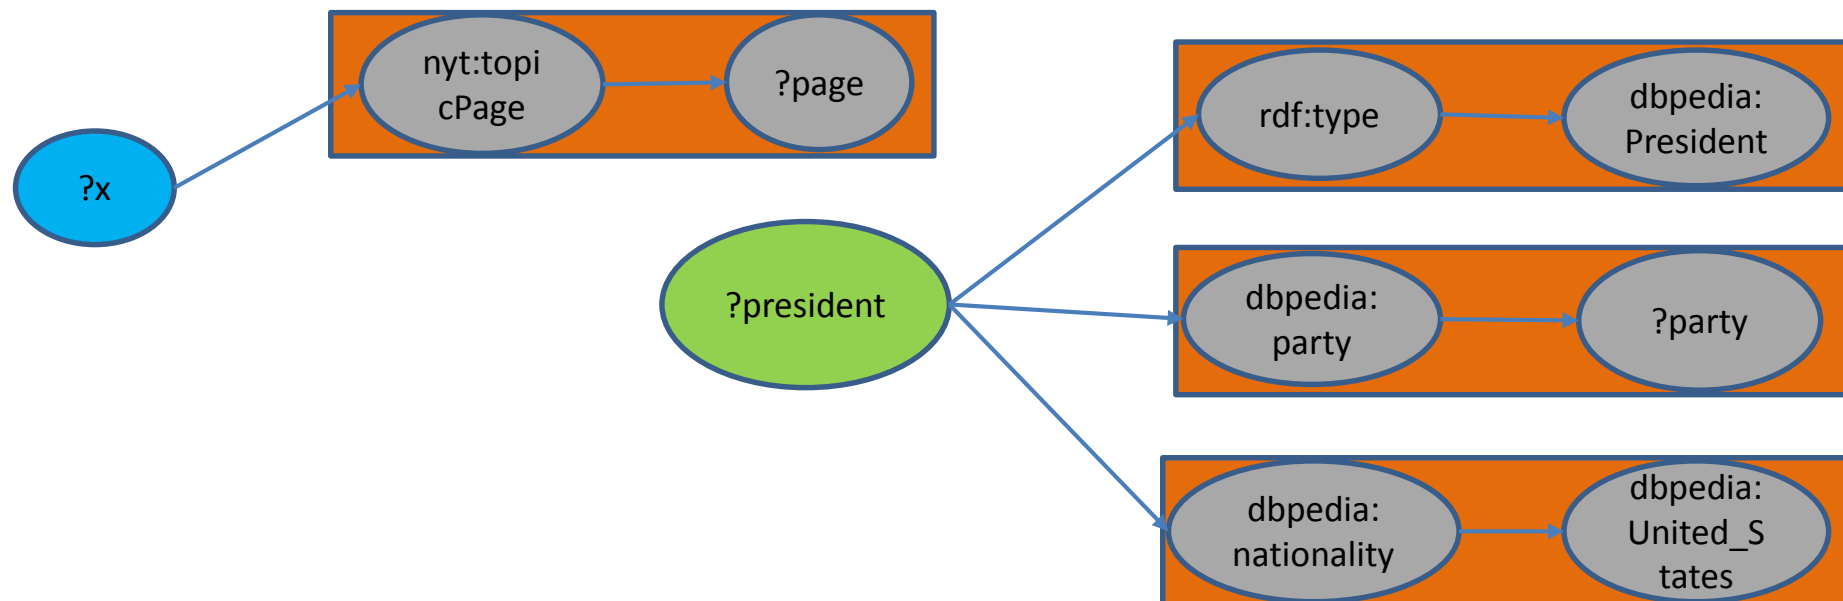 nyt:topi
cPage
?page
?x
?president
rdf:type
dbpedia:
President
dbpedia:
party
?party
dbpedia:
nationality
dbpedia:
United_S
tates